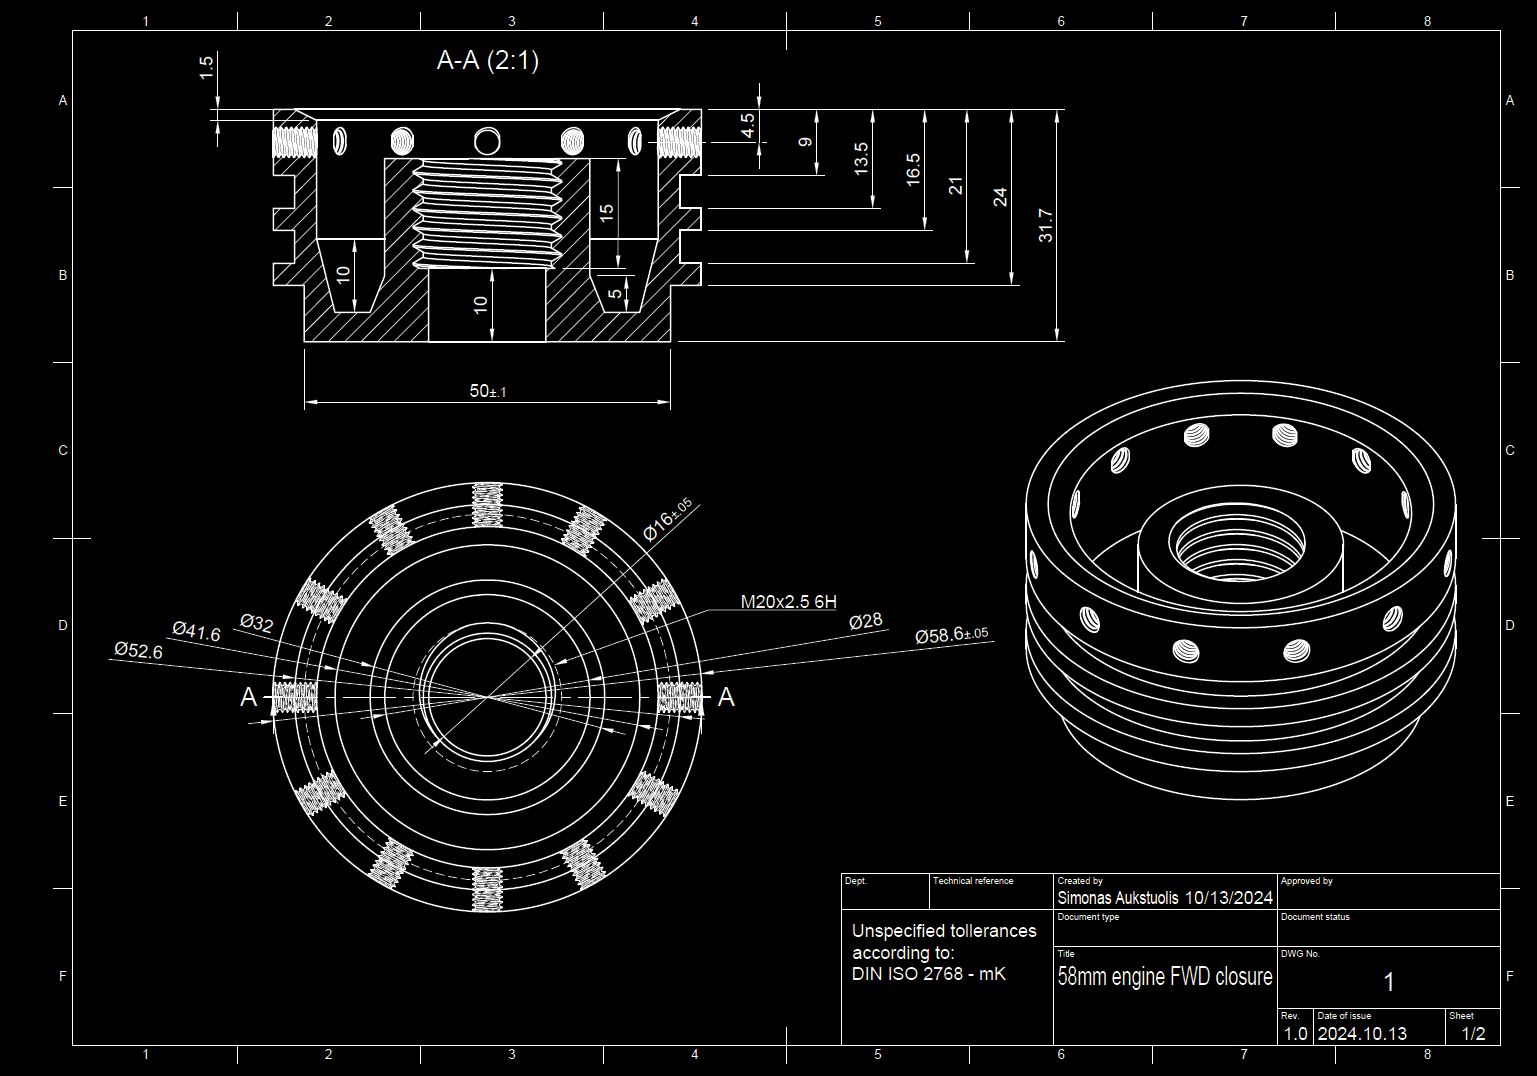 1 2 3 4 5 6 7 8
A A
A-A (2:1)
1.5
4.5
9
13.5
16.5
21
24
31.7
15
10
10
5
B B
50±.1
C C
Ø16±.05
M20x2.5 6H
Ø28
Ø58.6±.05
D D
Ø32
Ø41.6
Ø52.6
A A
E E
Dept.
Technical reference
Created by
Simonas Aukstuolis 10/13/2024
Approved by
Unspecified tollerances
according to:
DIN ISO 2768 - mK
Document type
Document status
Title
58mm engine FWD closure
DWG No.
1
F F
Rev.
1.0
Date of issue
2024.10.13
Sheet
1/2
1 2 3 4 5 6 7 8